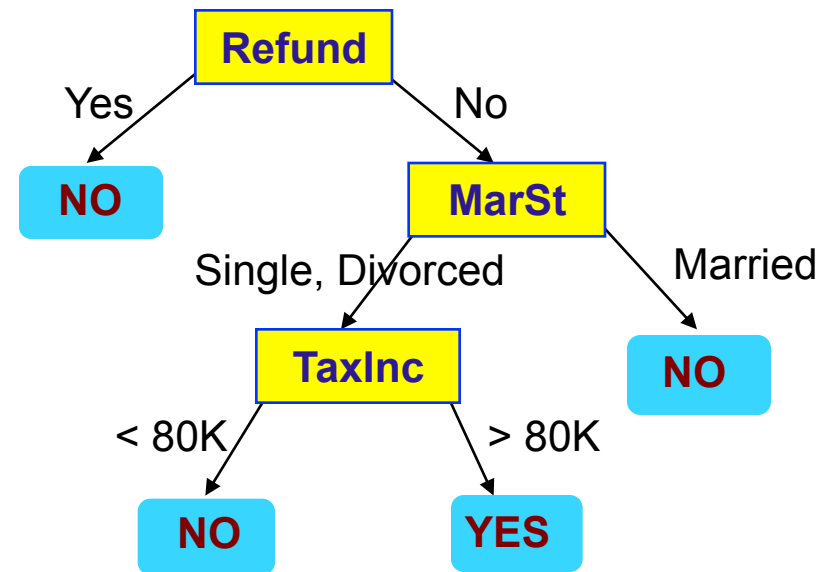 Refund
Yes
No
NO
MarSt
Single, Divorced
Married
TaxInc
NO
< 80K
> 80K
NO
YES